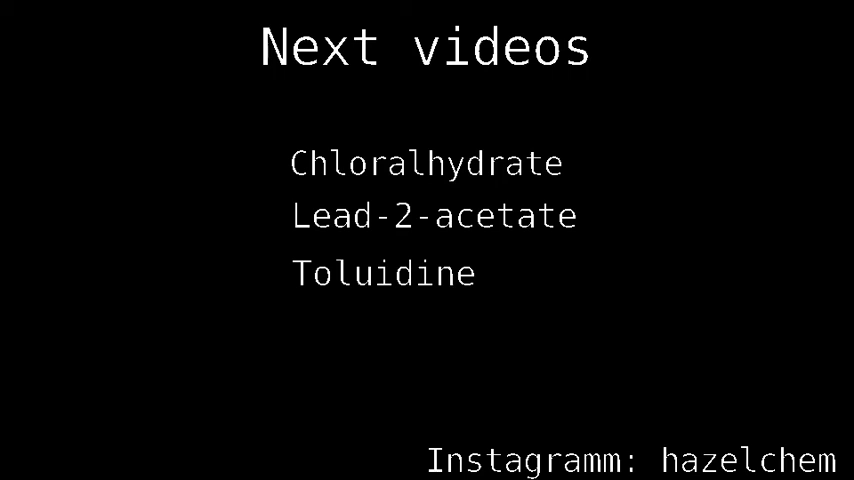 Next videos
Chloralhydrate
Lead-2-acetate
Toluidine
Instagramm: hazelchem